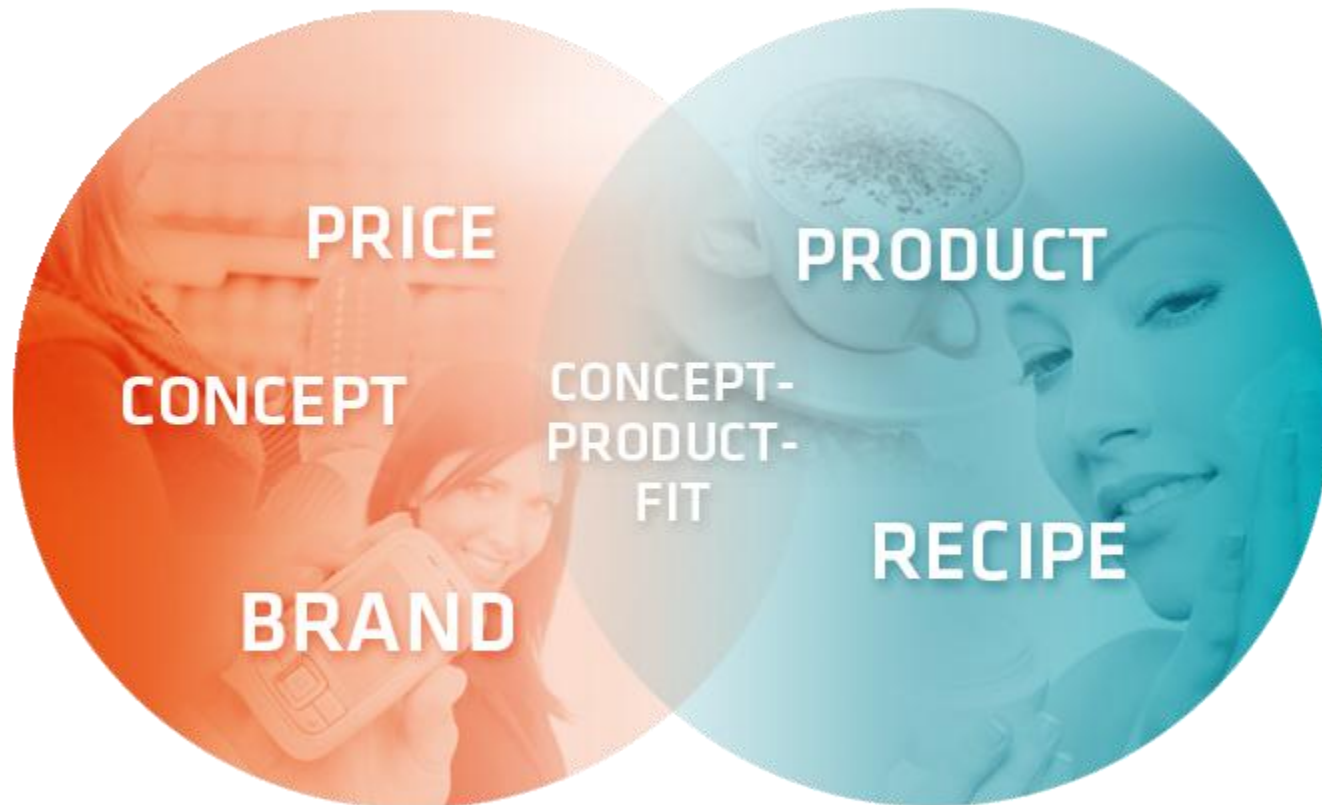 PRICE
CONCEPT
BRAND
CONCEPT-
PRODUCT-
FIT
PRODUCT
RECIPE